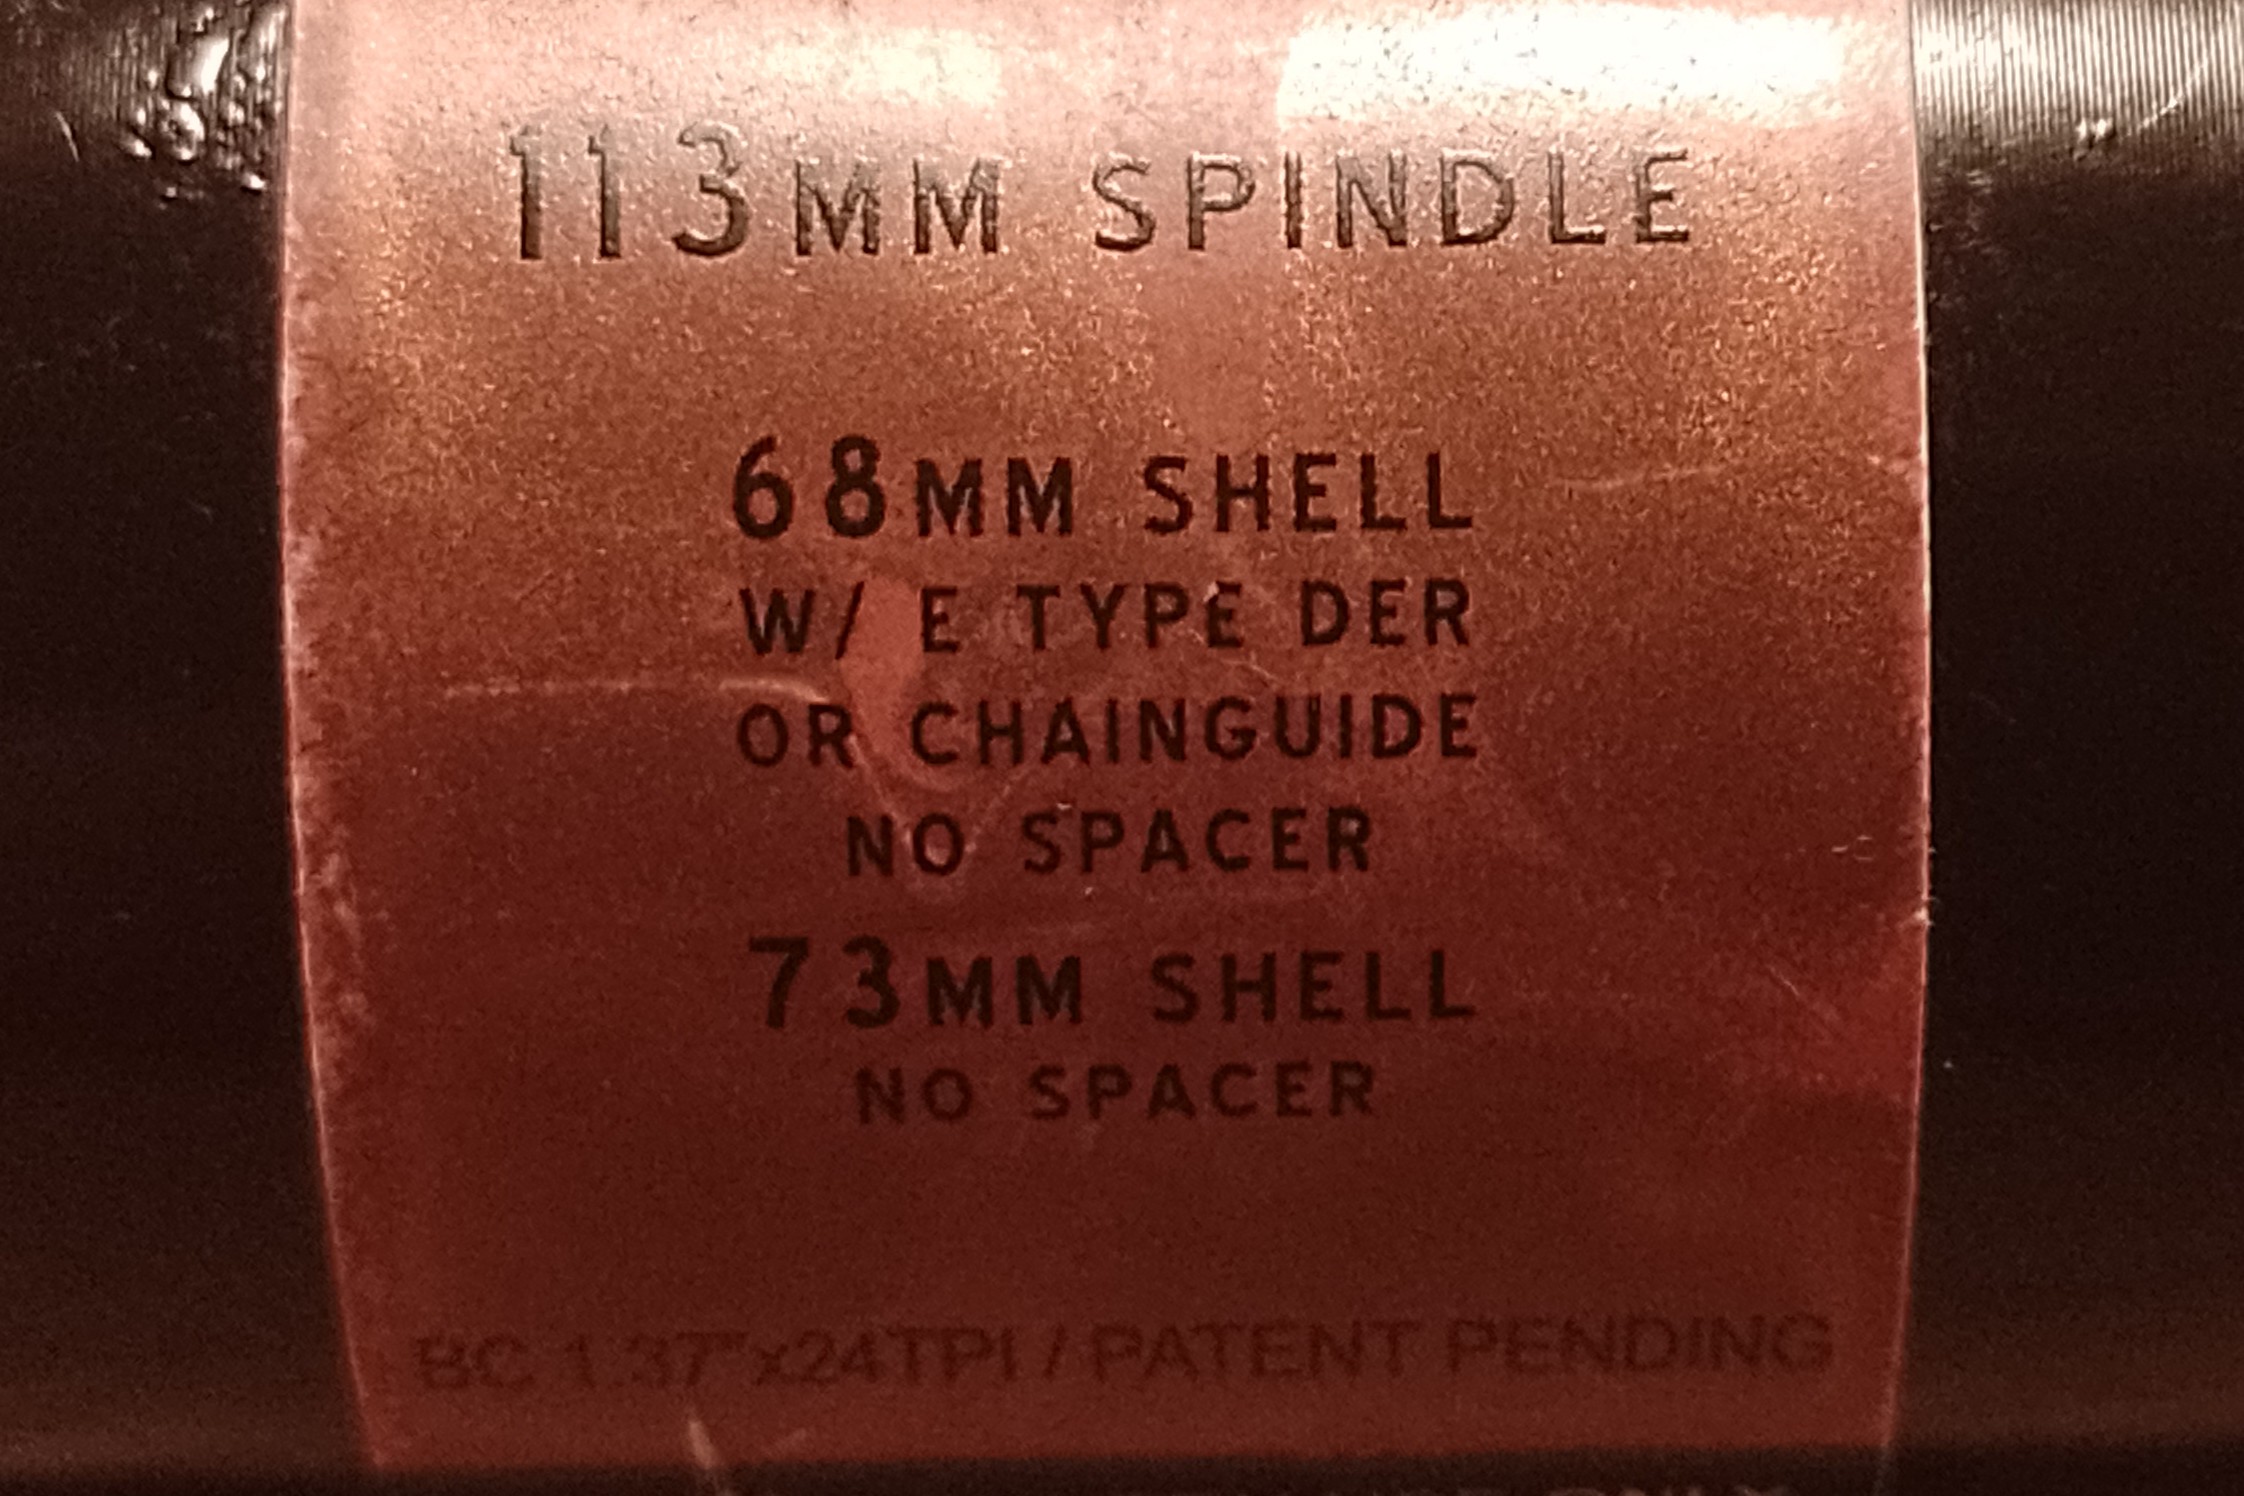 113MM SPINDLE
68MM SHELL
W/ E TYPE DER
OR CHAINGUIDE
NO SPACER
73MM SHELL
NO SPACER
BC 1.37"x24TPI / PATENT PENDING